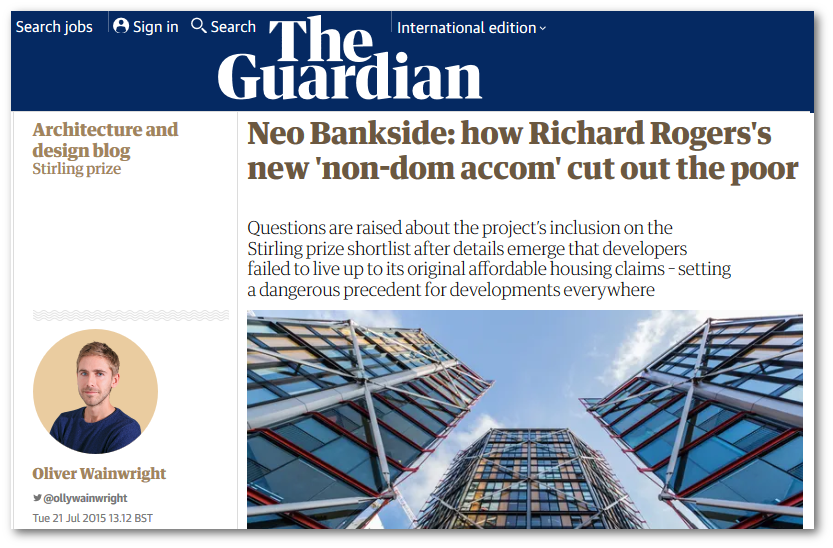 Search jobs
Sign in
Search
International edition
The
Guardian
Architecture and
design blog
Stirling prize
Neo Bankside: how Richard Rogers's
new 'non-dom accom' cut out the poor
Questions are raised about the project’s inclusion on the
Stirling prize shortlist after details emerge that developers
failed to live up to its original affordable housing claims – setting
a dangerous precedent for developments everywhere
Oliver Wainwright
@ollywainwright
Tue 21 Jul 2015 13.12 BST